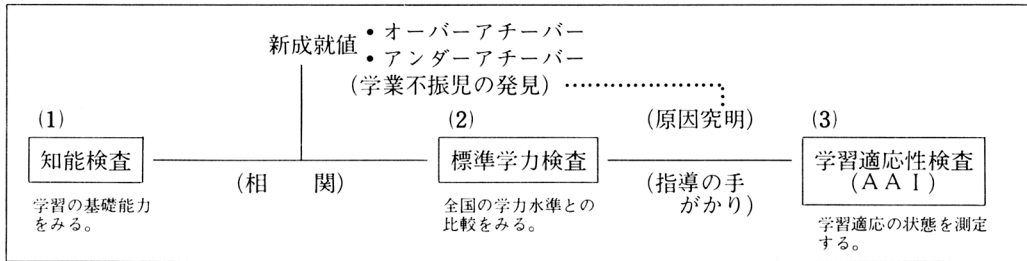 新成就値
・オーバーアチーバー
・アンダーアチーバー
(学業不振児の発見)
(1)
知能検査
学習の基礎能力
をみる。
(相　　関)
(2)
標準学力検査
全国の学力水準との
比較をみる。
(原因究明)
(指導の手
がかり)
(3)
学習適応性検査
(AAI)
学習適応の状態を測定
する。